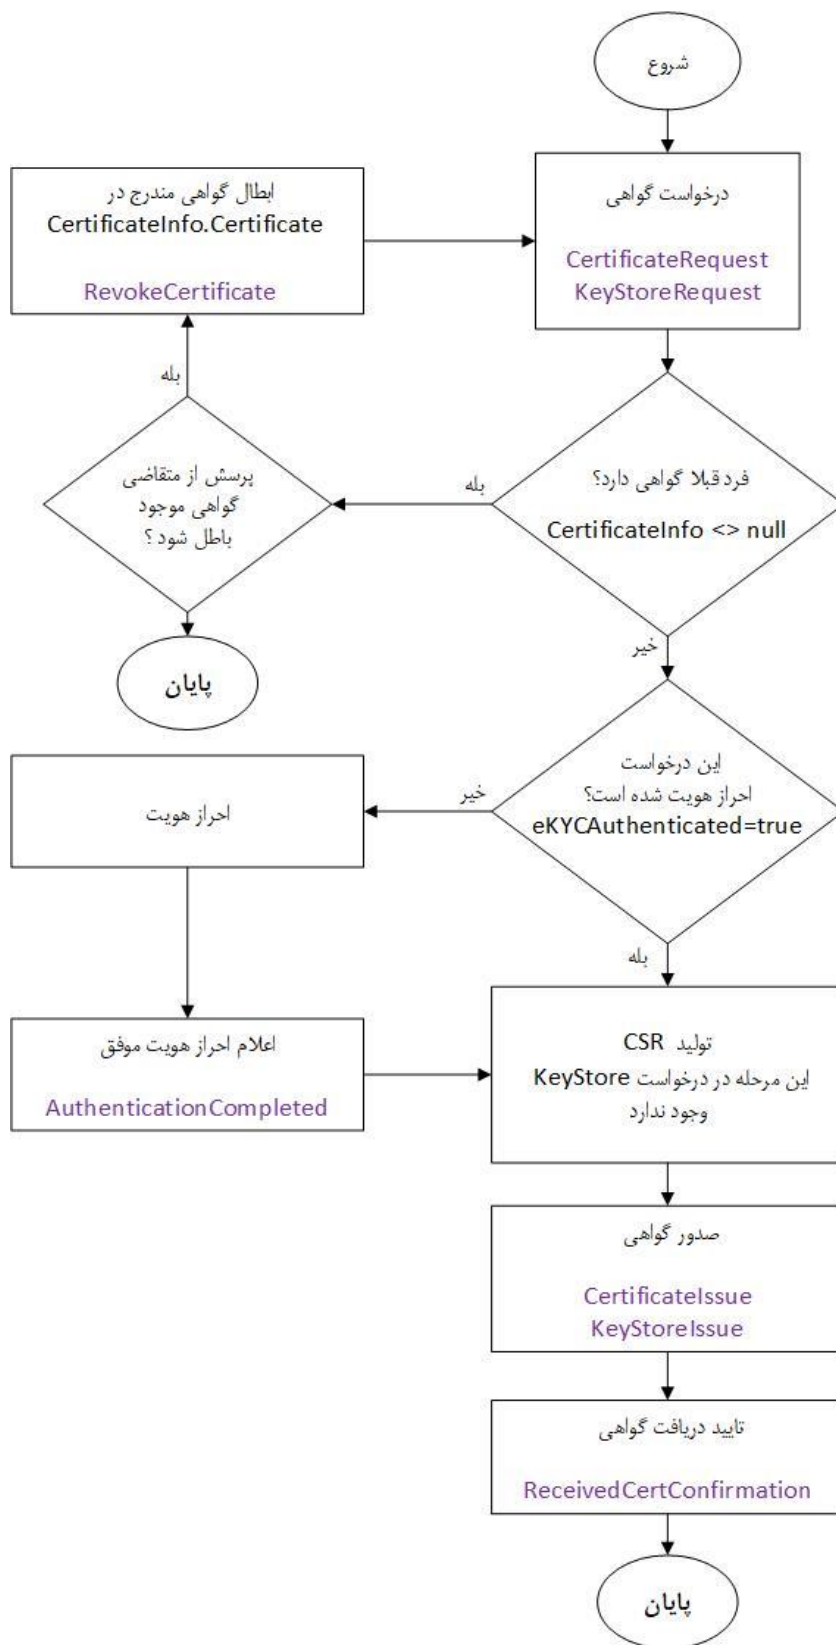 شروع
درخواست گواهی
CertificateRequest
KeyStoreRequest
ابطال گواهی مندرج در
CertificateInfo.Certificate
RevokeCertificate
بله
فرد قبلا گواهی دارد؟
CertificateInfo <> null
بله
پرسش از متقاضی
گواهی موجود
باطل شود ؟
پایان
خیر
این درخواست
احراز هویت شده است؟
eKYCAuthenticated=true
خیر
احراز هویت
بله
اعلام احراز هویت موفق
AuthenticationCompleted
تولید CSR
این مرحله در درخواست KeyStore
وجود ندارد
صدور گواهی
CertificateIssue
KeyStoreIssue
تایید دریافت گواهی
ReceivedCertConfirmation
پایان